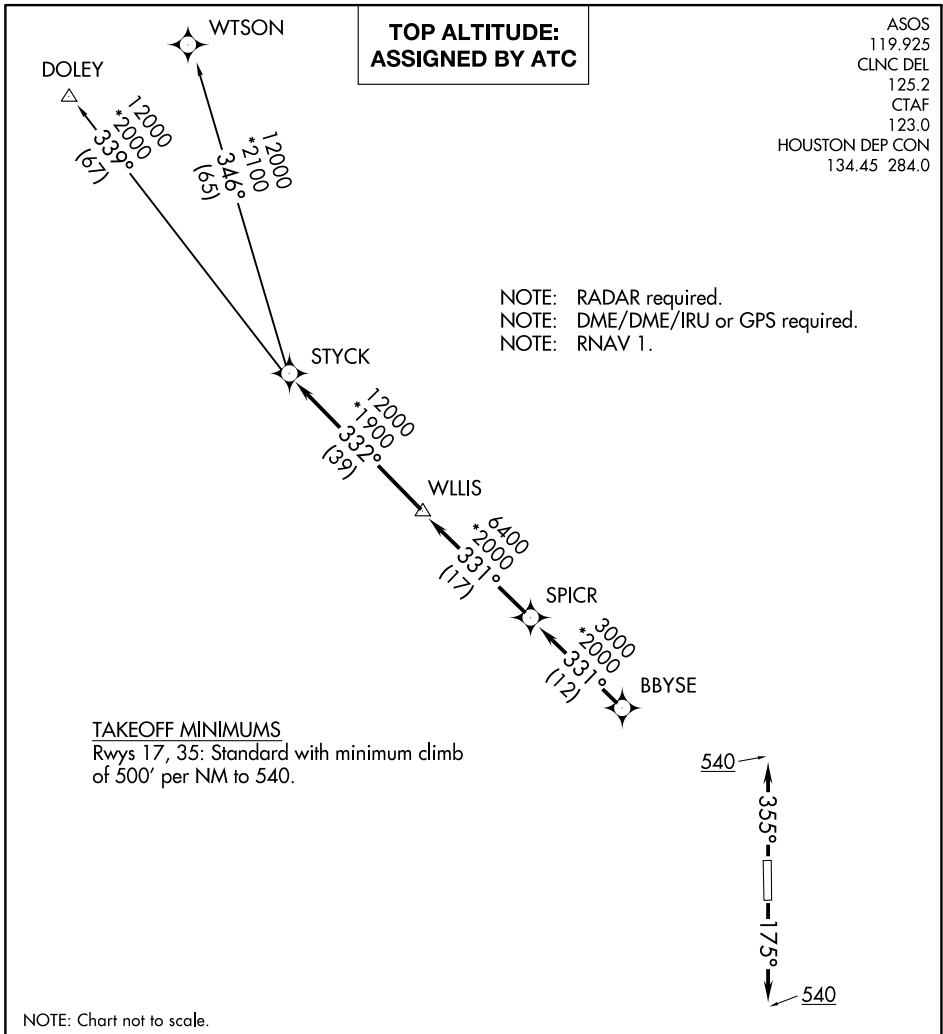 WTSON
TOP ALTITUDE:
ASSIGNED BY ATC
ASOS
119.925
CLNC DEL
125.2
CTAF
123.0
HOUSTON DEP CON
134.45 284.0
DOLEY
12000
*2000
339°
(67)
12000
*2100
346°
(65)
NOTE: RADAR required.
NOTE: DME/DME/IRU or GPS required.
NOTE: RNAV 1.
STYCK
12000
*1900
332°
(39)
WLLIS
6400
*2000
331°
(17)
SPICR
3000
*2000
331°
(12)
BBYSE
TAKEOFF MINIMUMS
Rwys 17, 35: Standard with minimum climb
of 500' per NM to 540.
540
355°
175°
540
NOTE: Chart not to scale.